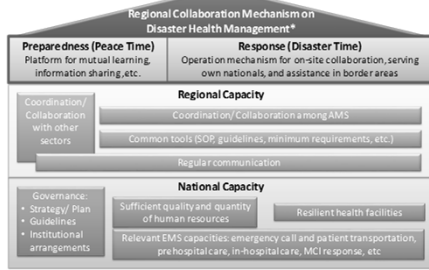 Regional Collaboration Mechanism on
Disaster Health Management*
Preparedness (Peace Time)
Platform for mutual learning,
information sharing ,etc.
Response (Disaster Time)
Operation mechanism for on-site collaboration, serving
own nationals, and assistance in border areas
Regional Capacity
Coordination/
Collaboration
with other
sectors
Coordination/Collaboration among AMS
Common tools (SOP, guidelines, minimum requirements, etc.)
Regular communication
National Capacity
Governance:
• Strategy/ Plan
• Guidelines
• Institutional
arrangements
Sufficient quality and quantity
of human resources
Resilient health facilities
Relevant EMS capacities: emergency call and patient transportation,
prehospital care, in-hospital care, MCI response, etc